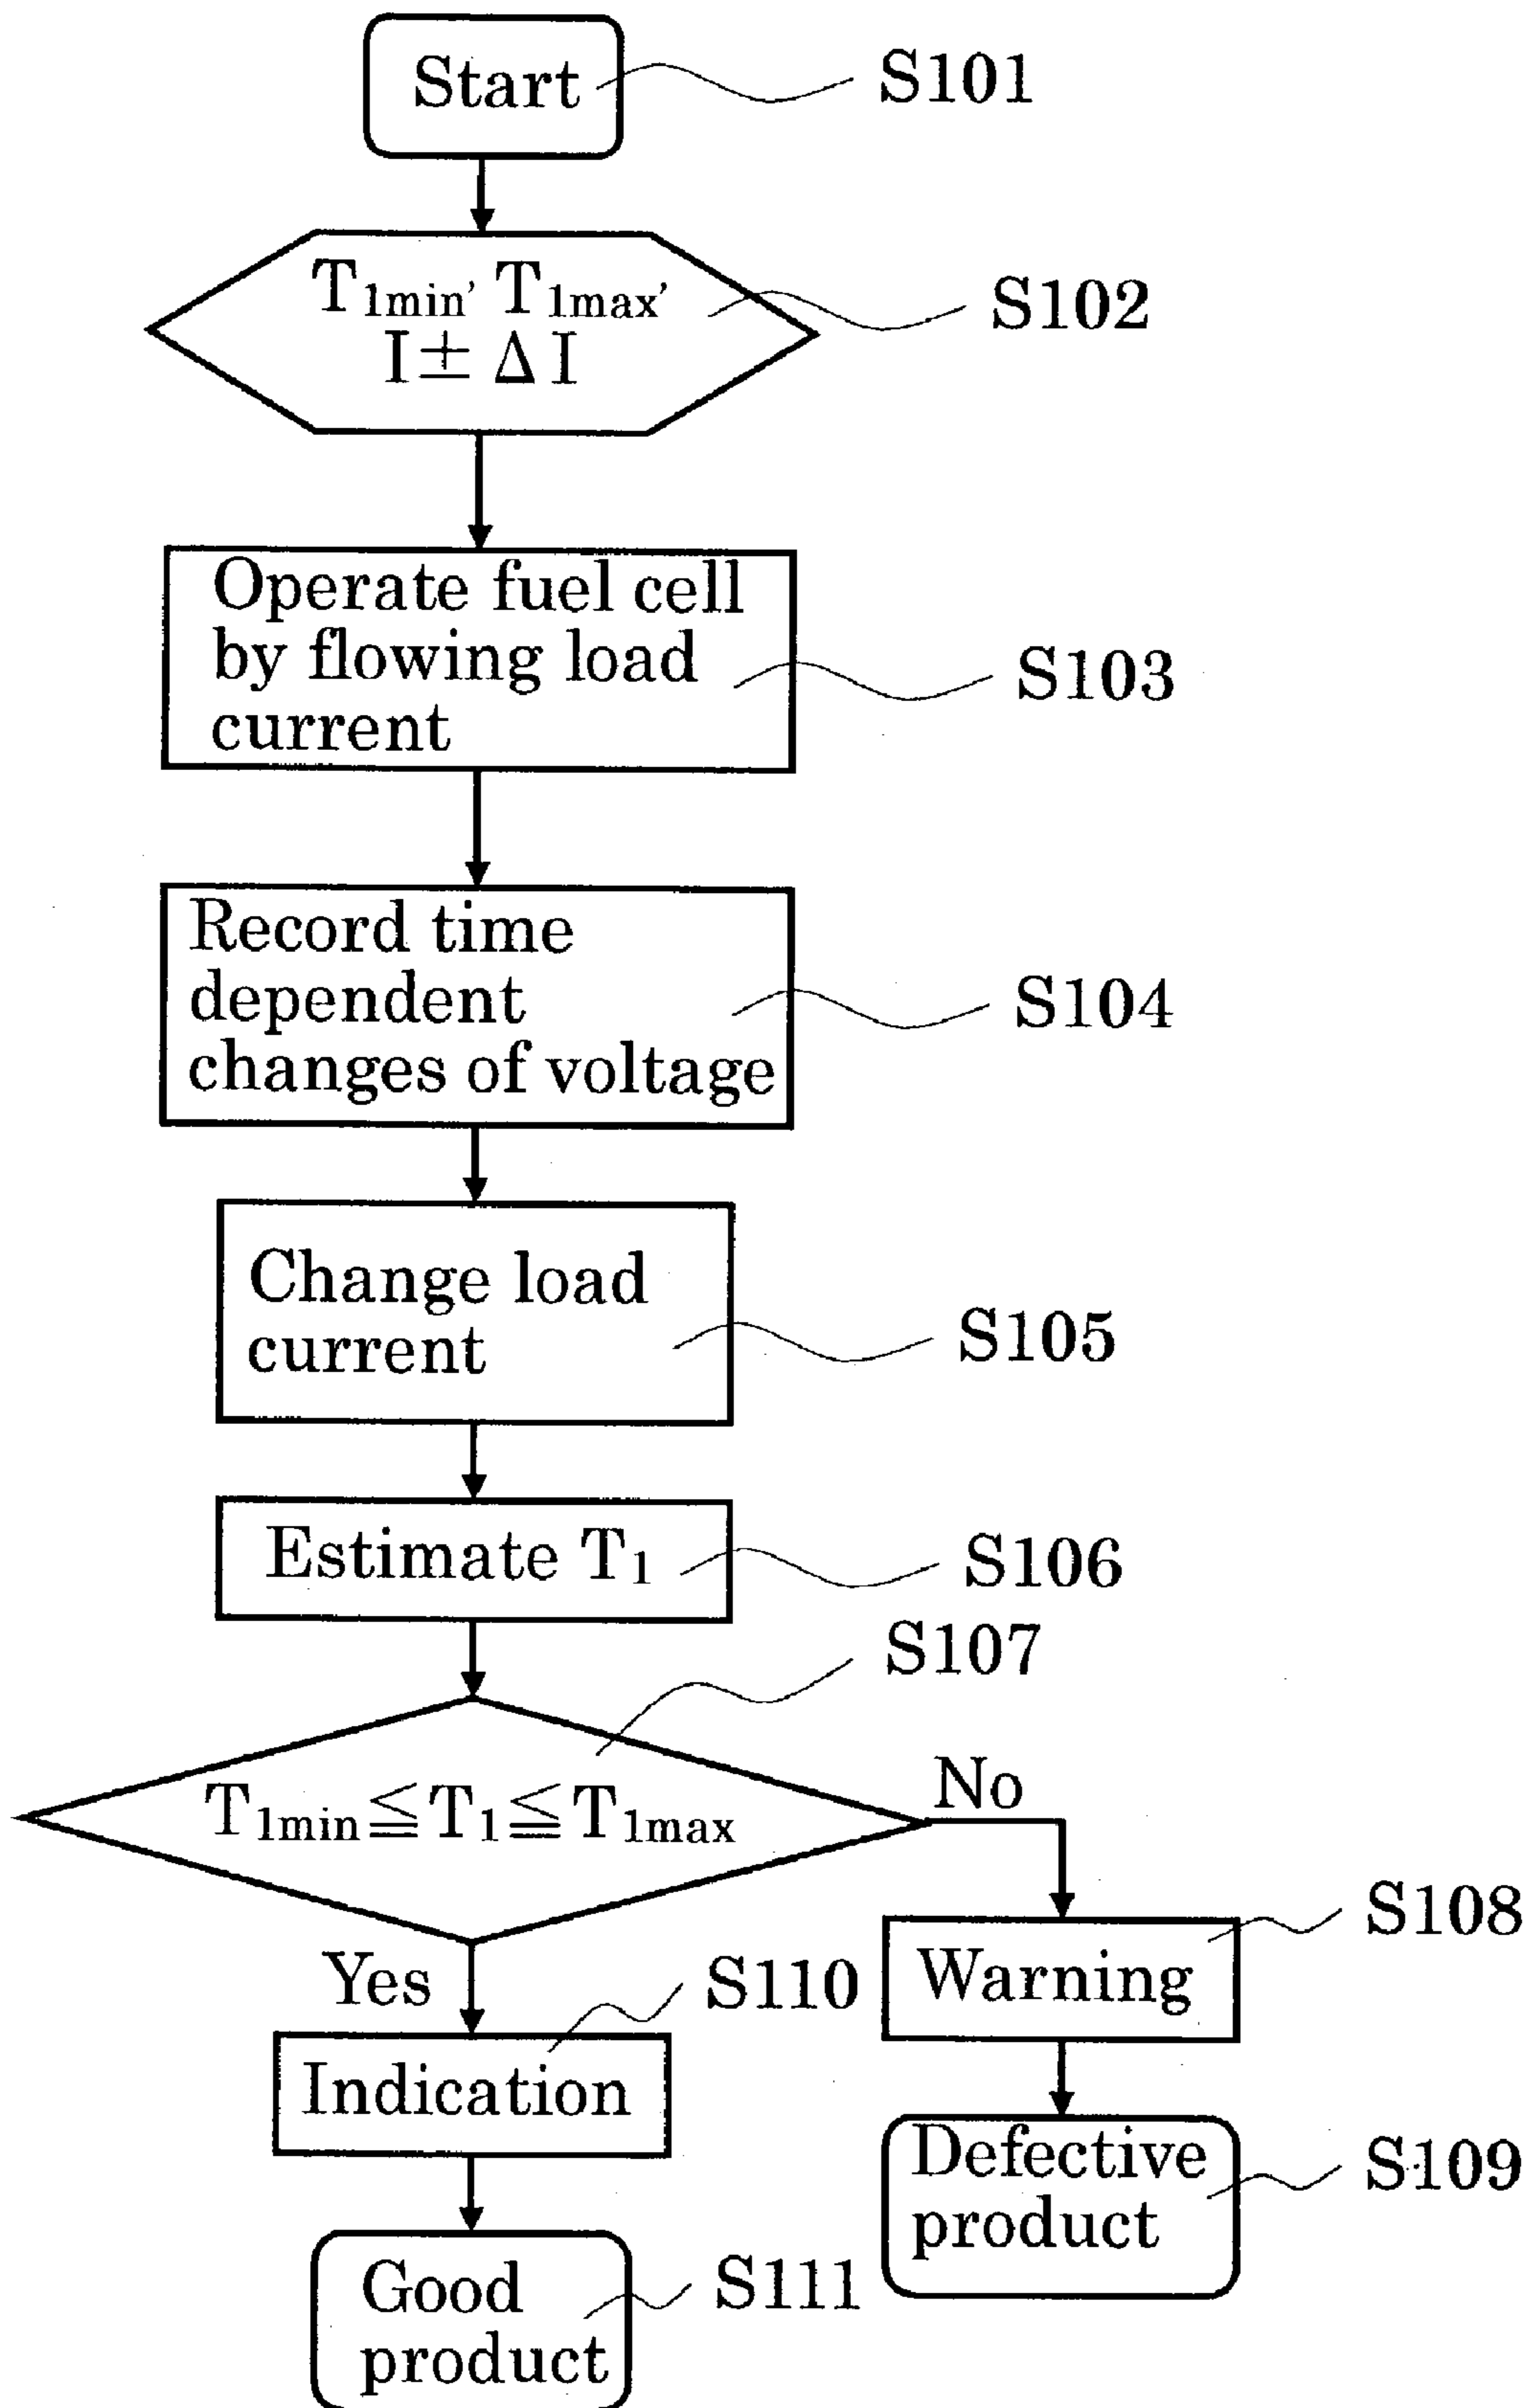 Start
S101
T1min' T1max'
I ± Δ I
S102
Operate fuel cell
by flowing load
current
S103
Record time
dependent
changes of voltage
S104
Change load
current
S105
Estimate T1
S106
S107
T1min ≦ T1 ≦ T1max
No
Yes
S108
Warning
S110
Indication
Defective
product
S109
Good
product
S111